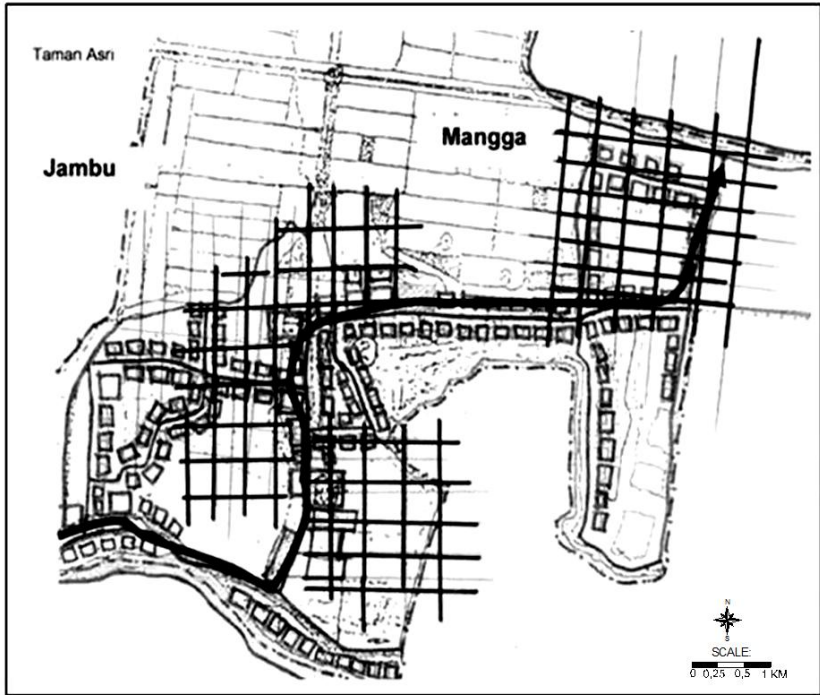 Taman Asri
Mangga
Jambu
N
S
SCALE:
0 0,25 0,5 1 KM